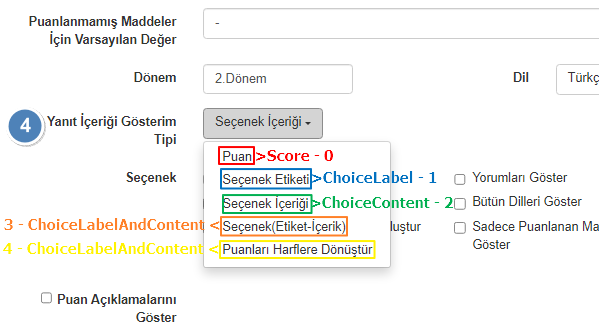 Puanlanmamış Maddeler
İçin Varsayılan Değer
-
Dönem
2.Dönem
Dil
Türkç
4
Yanıt İçeriği Gösterim
Tipi
Seçenek İçeriği
Puan>Score - 0
Seçenek
Seçenek Etiketi>ChoiceLabel - 1
Yorumları Göster
Seçenek İçeriği>ChoiceContent - 2
Bütün Dilleri Göster
3 - ChoiceLabelAndContent <Seçenek(Etiket-İçerik)
luştur
Sadece Puanlanan Ma
Göster
4 - ChoiceLabelAndContent <Puanları Harflere Dönüştür
Puan Açıklamalarını
Göster